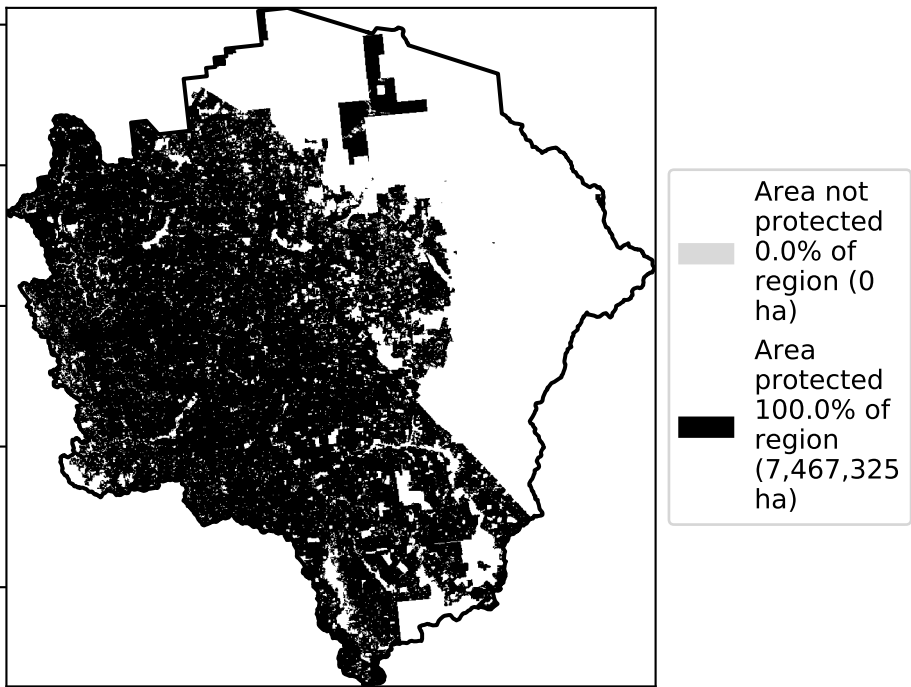 Area not
protected
0.0% of
region (0
ha)
Area
protected
100.0% of
region
(7,467,325
ha)